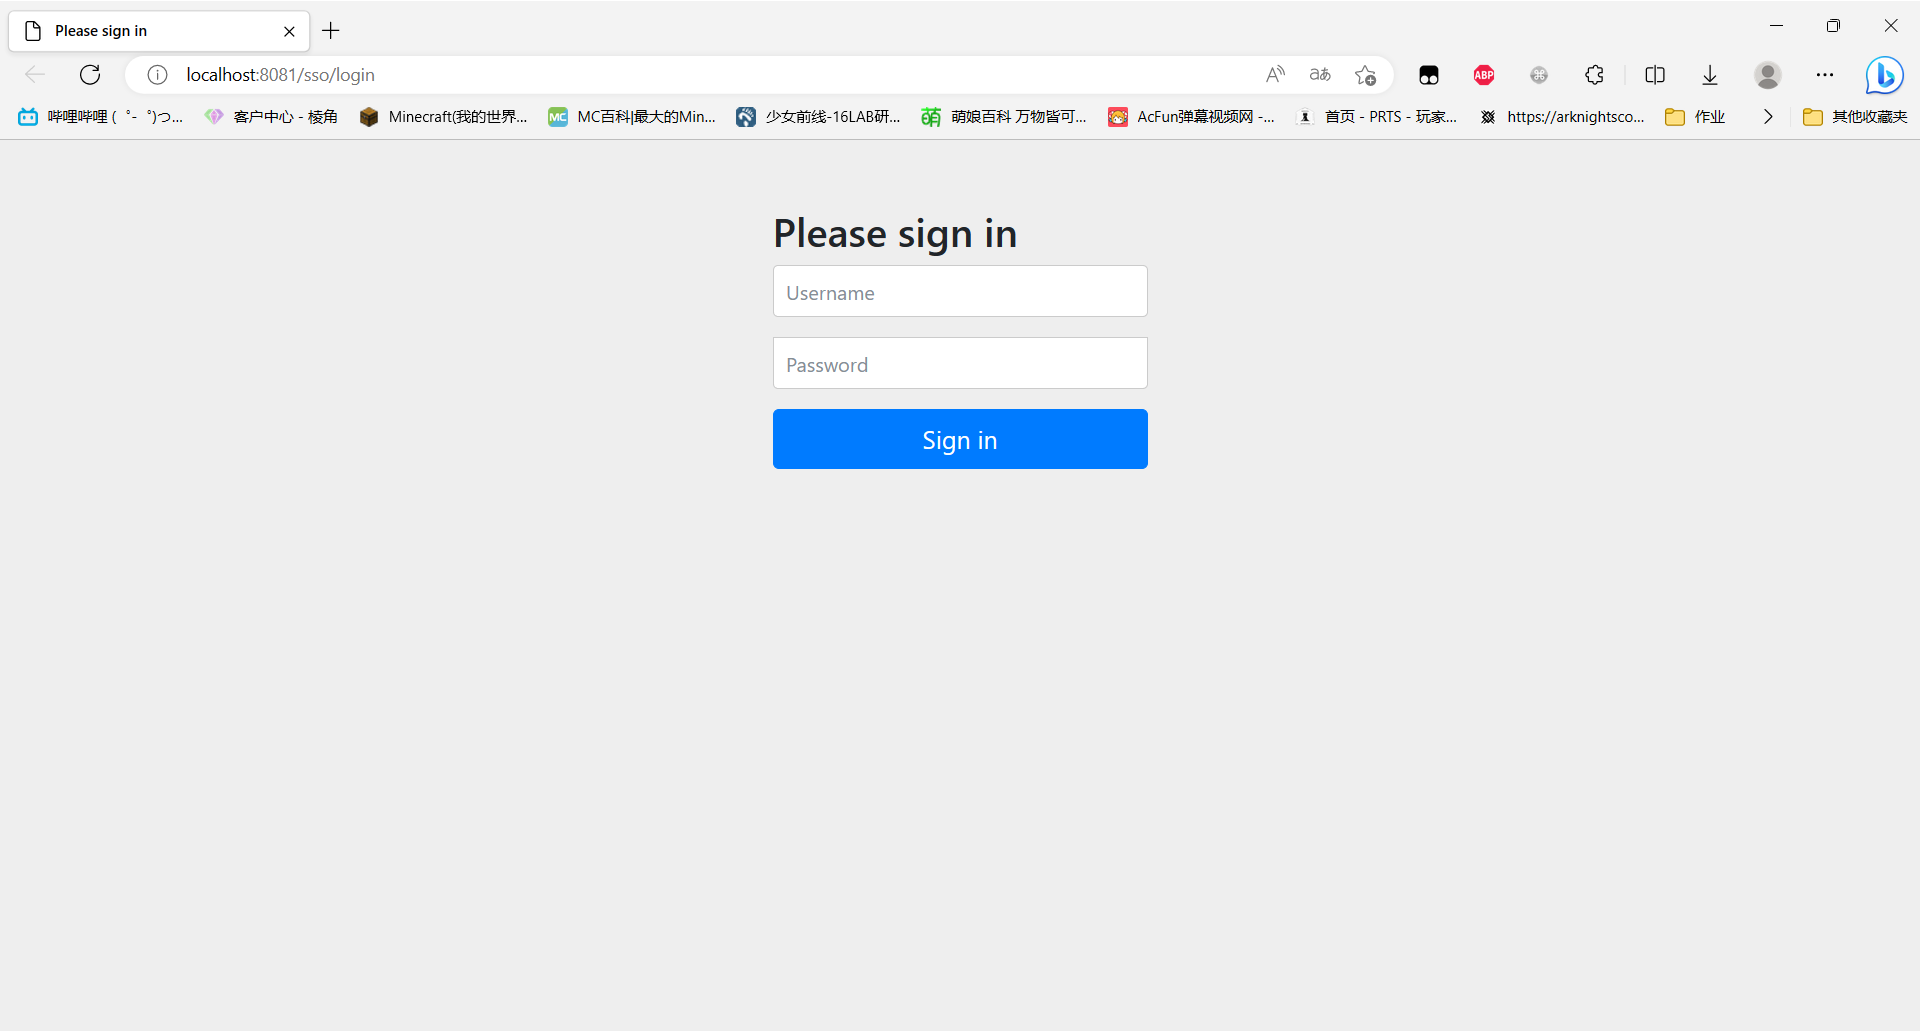 Please sign in
localhost:8081/sso/login
aあ
ABP
哔哩哔哩 (゜-゜)つ...
客户中心 - 棱角
Minecraft(我的世界...
MC
MC百科|最大的Min...
少女前线-16LAB研...
萌
萌娘百科 万物皆可...
AcFun弹幕视频网 -...
首页 - PRTS - 玩家...
https://arknightsco...
作业
其他收藏夹
Please sign in
Username
Password
Sign in